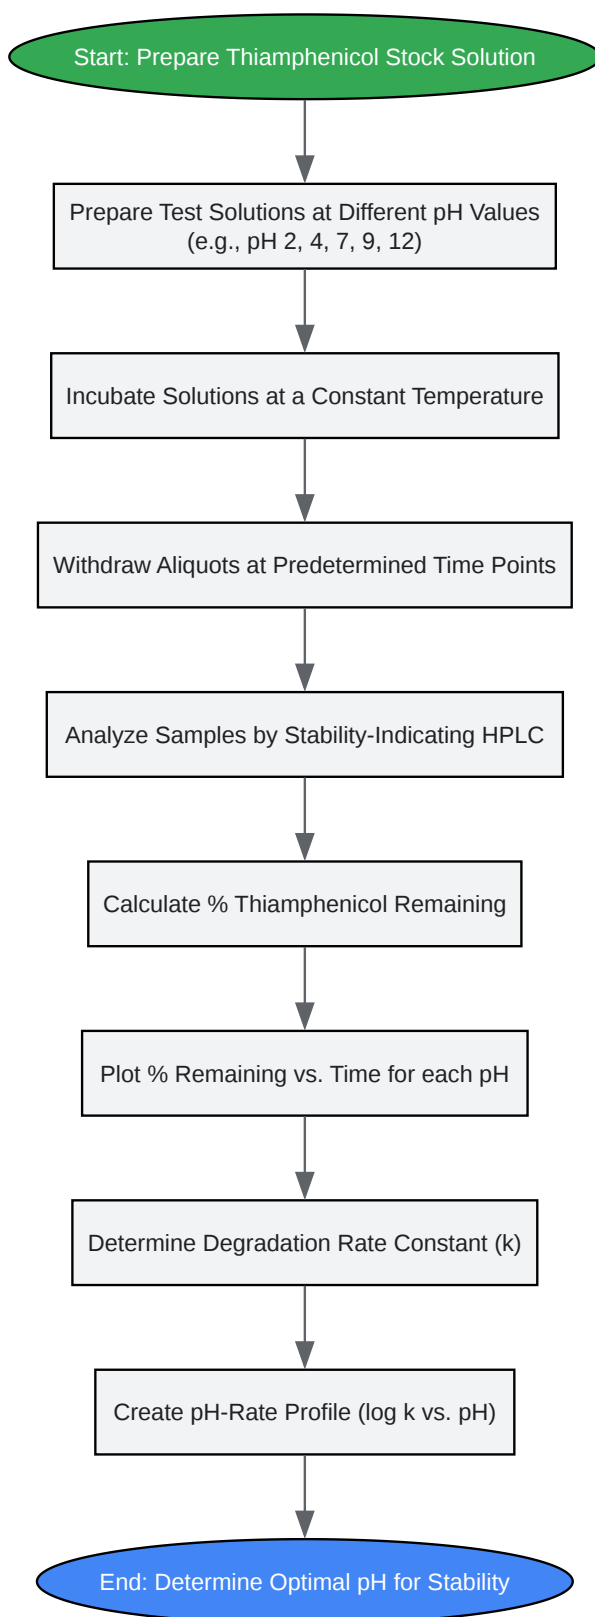 Start: Prepare Thiamphenicol Stock Solution
Prepare Test Solutions at Different pH Values
(e.g., pH 2, 4, 7, 9, 12)
Incubate Solutions at a Constant Temperature
Withdraw Aliquots at Predetermined Time Points
Analyze Samples by Stability-Indicating HPLC
Calculate % Thiamphenicol Remaining
Plot % Remaining vs. Time for each pH
Determine Degradation Rate Constant (k)
Create pH-Rate Profile (log k vs. pH)
End: Determine Optimal pH for Stability